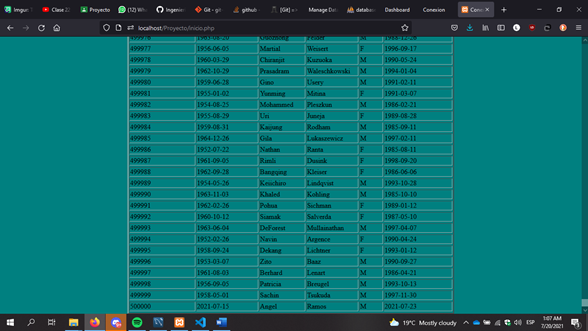 Imgur
Class
Proyecto
(12) Wh
Ingenier
Git - gi
github -
[Git] v
Manage Dat
databas
Dashboard
Conexion
Con
localhost/Proyecto/inicio.php
499977 1956-06-05 Martial Weisert F 1996-09-17
499978 1960-03-29 Chiranjit Kuzuoka M 1990-05-24
499979 1962-10-29 Prasadram Waleschkowski M 1994-01-04
499980 1959-06-28 Gino Usery M 1991-02-11
499981 1955-01-02 Yunming Mitina F 1991-03-07
499982 1954-08-25 Mohammed Pleszkun M 1986-02-21
499983 1955-08-29 Uri Juneja F 1989-08-28
499984 1959-08-31 Kaijung Rodham M 1985-09-11
499985 1964-12-26 Gila Lukaszewicz M 1997-02-11
499986 1952-07-22 Nathan Ranta F 1985-08-11
499987 1961-09-05 Rimli Dusink F 1998-09-20
499988 1962-09-28 Bangqing Kleiser F 1986-06-06
499989 1954-05-26 Keiichiro Lindqvist M 1993-10-28
499990 1963-11-03 Khaled Kohling M 1985-10-10
499991 1962-02-26 Pohua Sichman F 1989-01-12
499992 1960-10-12 Siamak Salverda F 1987-05-10
499993 1963-06-04 DeForest Mullainathan M 1997-04-07
499994 1952-02-26 Navin Argence F 1990-04-24
499995 1958-09-24 Dekang Lichtner F 1993-01-12
499996 1953-03-07 Zito Baaz M 1990-09-27
499997 1961-08-03 Berhard Lenart M 1986-04-21
499998 1956-09-05 Patricia Breugel M 1993-10-13
499999 1958-05-01 Sachin Tsukuda M 1997-11-30
500000 2021-07-15 Angel Ramos M 2021-07-23
19°C Mostly cloudy
ESP
1:07 AM
7/20/2021